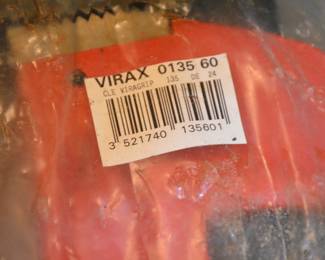 VIRAX 0135 60
CLE VIRAGRIP 135 DE 24
3 521740 135601